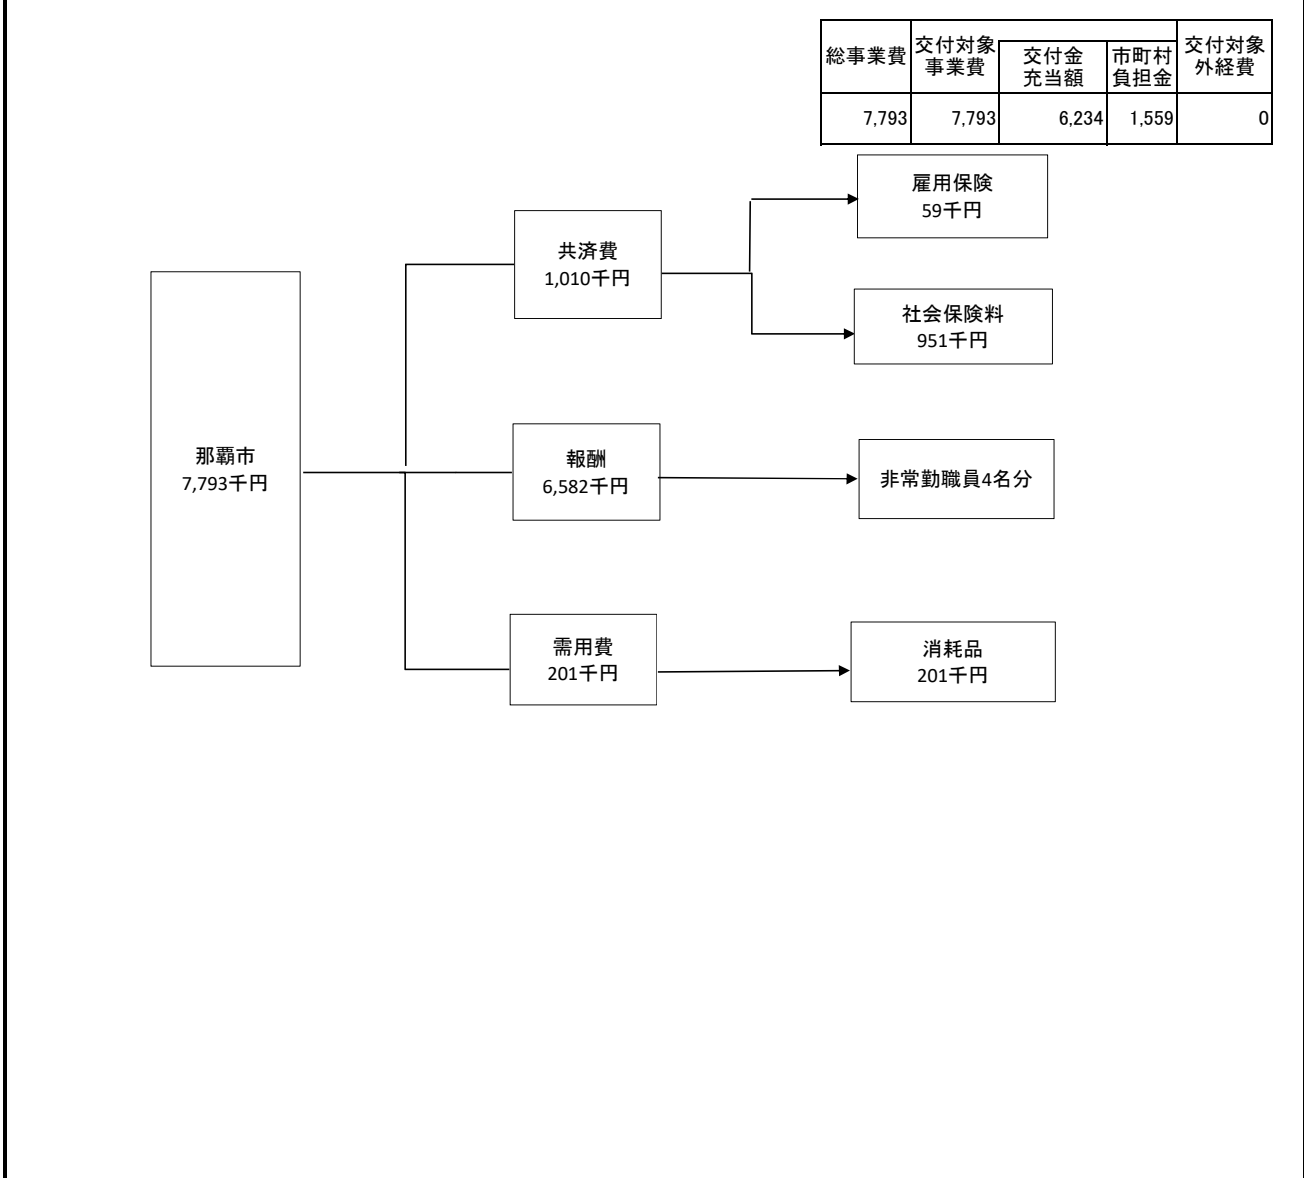 総事業費
交付対象
事業費
交付金
充当額
市町村
負担金
交付対象
外経費
7,793
7,793
6,234
1,559
0
雇用保険
59千円
共済費
1,010千円
社会保険料
951千円
那覇市
7,793千円
報酬
6,582千円
非常勤職員4名分
需用費
201千円
消耗品
201千円